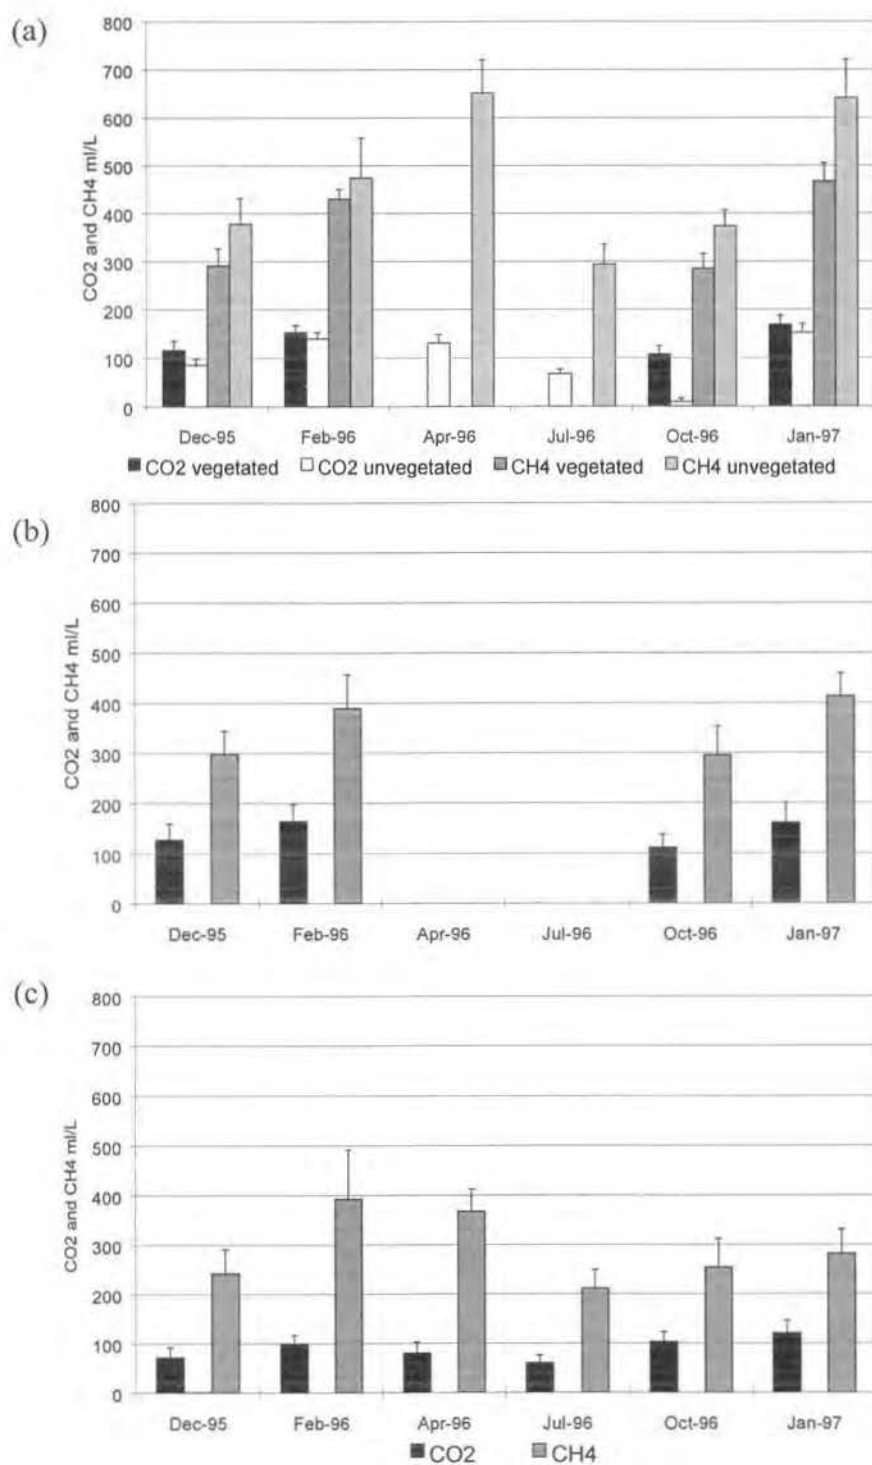 (a)
800
700
600
500
400
300
200
100
0
CO2 and CH4 ml/L
Dec-95 Feb-96 Apr-96 Jul-96 Oct-96 Jan-97
CO2 vegetated CO2 unvegetated CH4 vegetated CH4 unvegetated
(b)
800
700
600
500
400
300
200
100
0
CO2 and CH4 ml/L
Dec-95 Feb-96 Apr-96 Jul-96 Oct-96 Jan-97
(c)
800
700
600
500
400
300
200
100
0
CO2 and CH4 ml/L
Dec-95 Feb-96 Apr-96 Jul-96 Oct-96 Jan-97
CO2 CH4